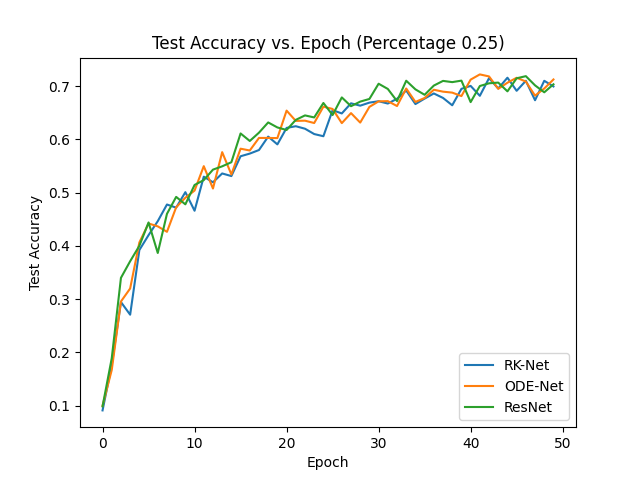 Test Accuracy vs. Epoch (Percentage 0.25)
Test Accuracy
0.7
0.6
0.5
0.4
0.3
0.2
0.1
0 10 20 30 40 50
Epoch
RK-Net
ODE-Net
ResNet